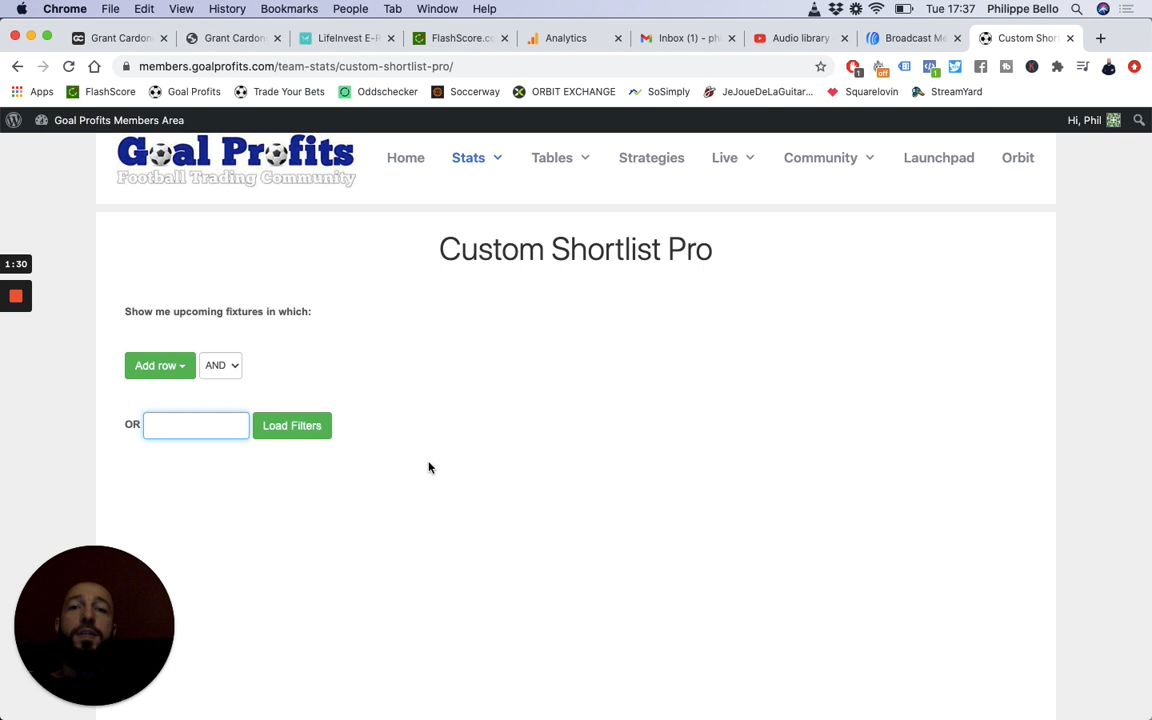 Chrome File Edit View History Bookmarks People Tab Window Help Tue 17:37 Philippe Bello
Grant Cardon Grant Cardon LifeInvest E-R FlashScore.co Analytics Inbox (1) - ph Audio library Broadcast Me Custom Shor
members.goalprofits.com/team-stats/custom-shortlist-pro/
Apps FlashScore Goal Profits Trade Your Bets Oddschecker Soccerway ORBIT EXCHANGE SoSimply JeJoueDeLaGuitar... Squarelovin StreamYard
Goal Profits Members Area Hi, Phil
Goal Profits
Football Trading Community
Home Stats Tables Strategies Live Community Launchpad Orbit
Custom Shortlist Pro
1:30
Show me upcoming fixtures in which:
Add row AND
OR Load Filters